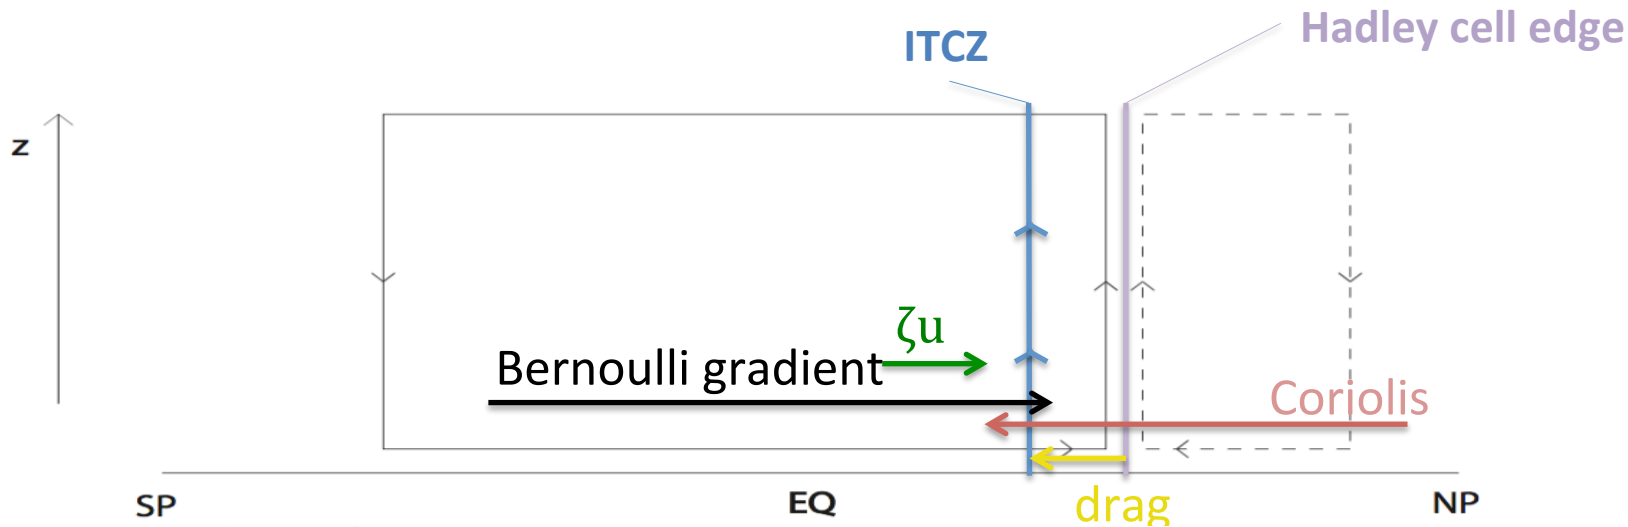 Hadley cell edge
ITCZ
z
ζu
Bernoulli gradient
Coriolis
SP
EQ
drag
NP